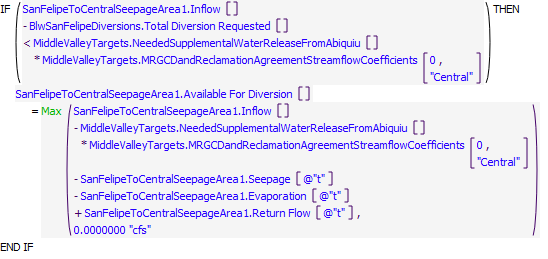 IF SanFelipeToCentralSeepageArea1.Inflow [] THEN
- BlwSanFelipeDiversions.Total Diversion Requested []
< MiddleValleyTargets.NeededSupplementalWaterReleaseFromAbiquiu []
* MiddleValleyTargets.MRGCDandReclamationAgreementStreamflowCoefficients [ 0 ,
"Central" ]
SanFelipeToCentralSeepageArea1.Available For Diversion []
= Max ( SanFelipeToCentralSeepageArea1.Inflow []
- MiddleValleyTargets.NeededSupplementalWaterReleaseFromAbiquiu []
* MiddleValleyTargets.MRGCDandReclamationAgreementStreamflowCoefficients [ 0 ,
"Central" ]
- SanFelipeToCentralSeepageArea1.Seepage [ @"t" ]
- SanFelipeToCentralSeepageArea1.Evaporation [ @"t" ]
+ SanFelipeToCentralSeepageArea1.Return Flow [ @"t" ] ,
0.0000000 "cfs" )
END IF